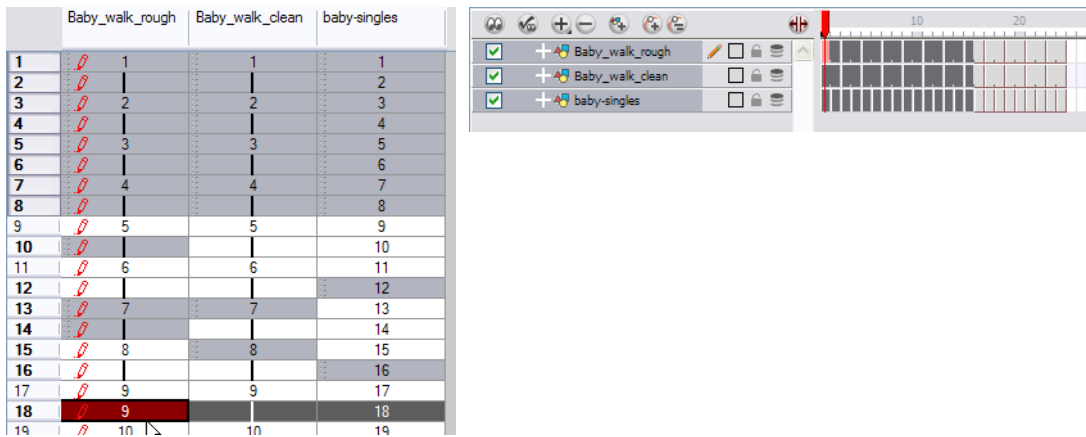 Baby_walk_rough Baby_walk_clean baby-singles
1 1 1 1
2 2
3 2 2 3
4 4
5 3 3 5
6 6
7 4 4 7
8 8
9 5 5 9
10 10
11 6 6 11
12 12
13 7 7 13
14 14
15 8 8 15
16 16
17 9 9 17
18 9 18
19 10 10 19
10 20
Baby_walk_rough
Baby_walk_clean
baby-singles